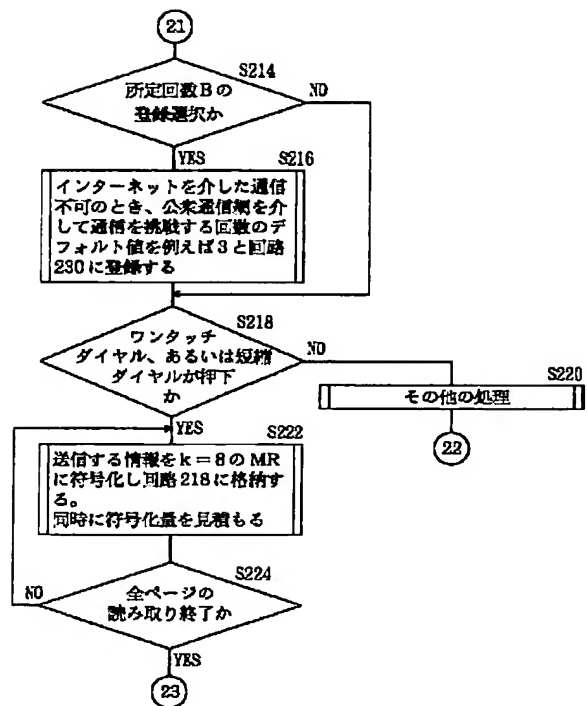 21
S214
所定回数Bの
登録選択か
NO
YES
S216
インターネットを介した通信
不可のとき、公衆通信網を介
して通信を挑戦する回数のデ
フォルト値を例えば3と回路
230に登録する
S218
ワンタッチ
ダイヤル、あるいは短縮
ダイヤルが押下
か
NO
YES
S220
その他の処理
22
S222
送信する情報をk=8のMR
に符号化し回路218に格納す
る。
同時に符号化量を見積もる
S224
全ページの
読み取り終了か
NO
YES
23